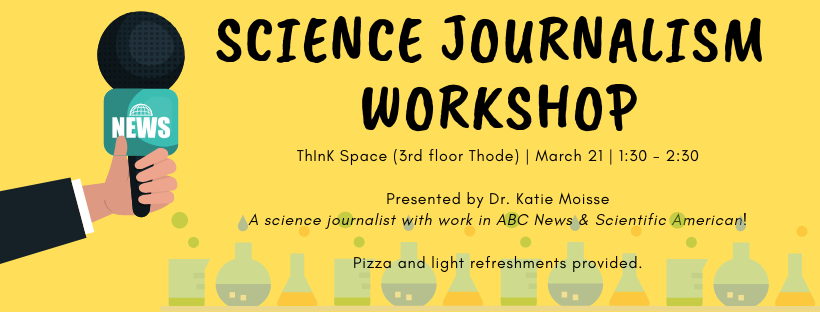 SCIENCE JOURNALISM
WORKSHOP
NEWS
ThInK Space (3rd floor Thode) | March 21 | 1:30 - 2:30
Presented by Dr. Katie Moisse
A science journalist with work in ABC News & Scientific American!
Pizza and light refreshments provided.